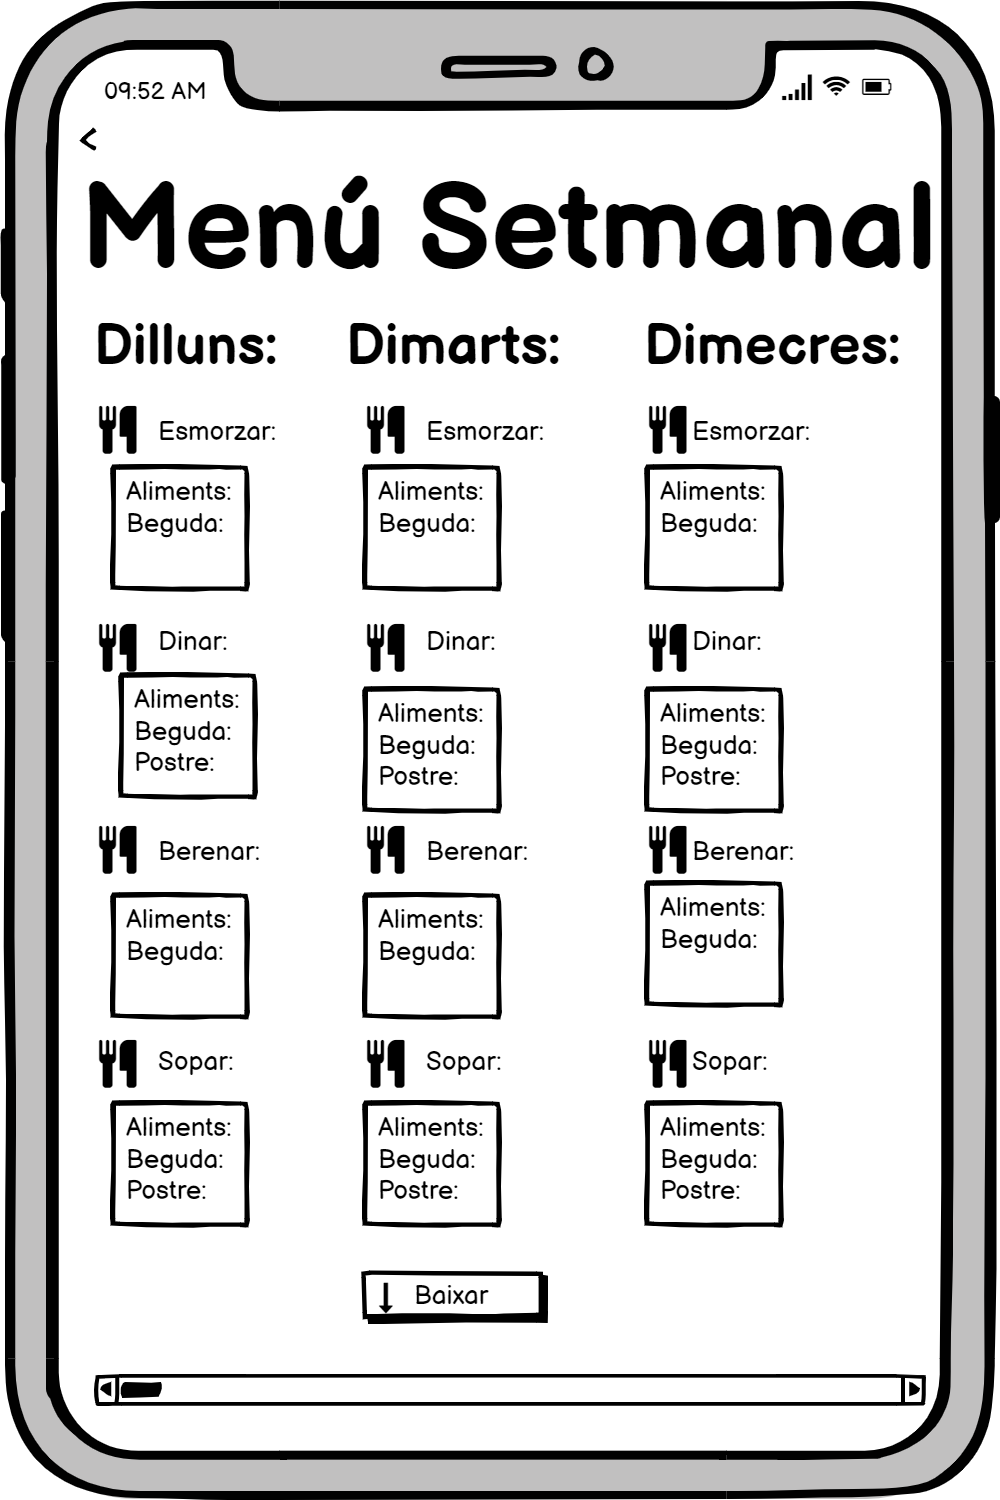 09:52 AM
Menú Setmanal
Dilluns: Dimarts: Dimecres:
Esmorzar: Esmorzar: Esmorzar:
Aliments: Aliments: Aliments:
Beguda: Beguda: Beguda:
Dinar: Dinar: Dinar:
Aliments: Aliments: Aliments:
Beguda: Beguda: Beguda:
Postre: Postre: Postre:
Berenar: Berenar: Berenar:
Aliments: Aliments: Aliments:
Beguda: Beguda: Beguda:
Sopar: Sopar: Sopar:
Aliments: Aliments: Aliments:
Beguda: Beguda: Beguda:
Postre: Postre: Postre:
Baixar